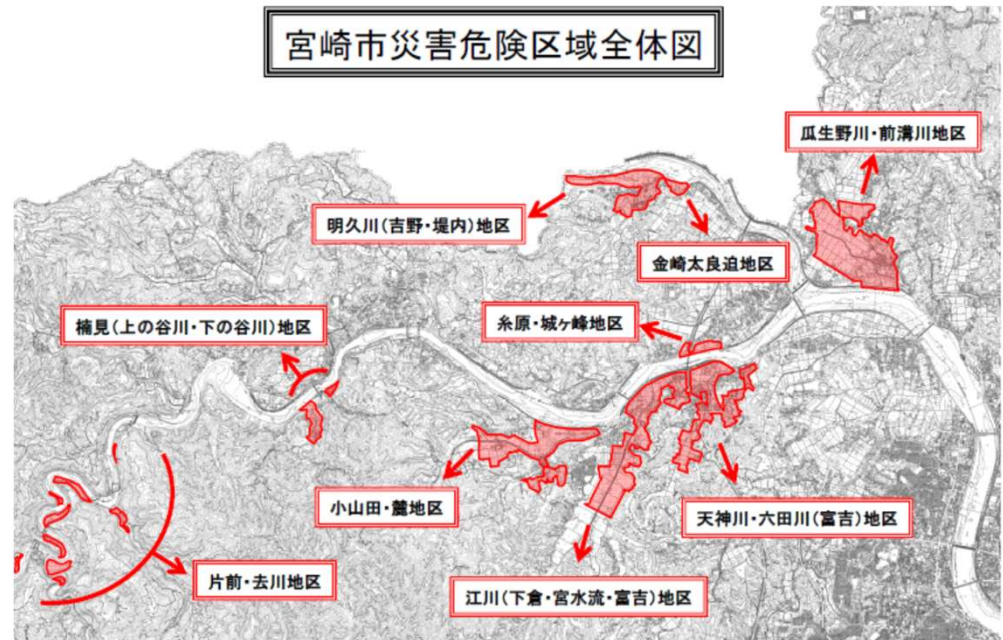 宮崎市災害危険区域全体図
瓜生野川・前溝川地区
明久川(吉野・堤内)地区
金崎太良迫地区
楠見(上の谷川・下の谷川)地区
糸原・城ヶ峰地区
小山田・麓地区
天神川・六田川(富吉)地区
片前・去川地区
江川(下倉・宮水流・富吉)地区